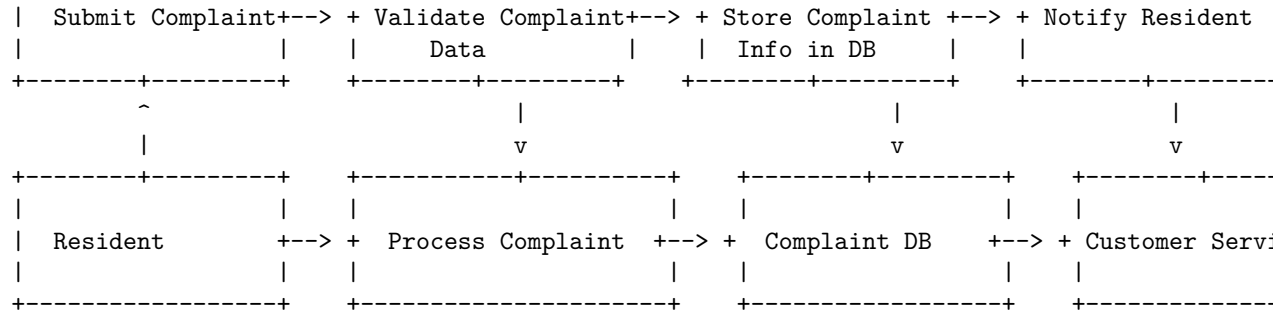 |  Submit Complaint+--> + Validate Complaint+--> + Store Complaint +--> + Notify Resident
|                 |    |     Data         |   |  Info in DB     |   |
+--------+---------+    +--------+---------+    +--------+---------+    +--------+---------
         ^                         |                        |                 |
         |                         v                        v                 v
+--------+---------+    +-----------+----------+    +--------+---------+    +--------+-----
|                 |   |                    |    |                 |   |
|  Resident       +--> +  Process Complaint  +--> +  Complaint DB    +--> + Customer Servi
|                 |   |                    |    |                 |   |
+------------------+    +----------------------+    +------------------+    +--------------